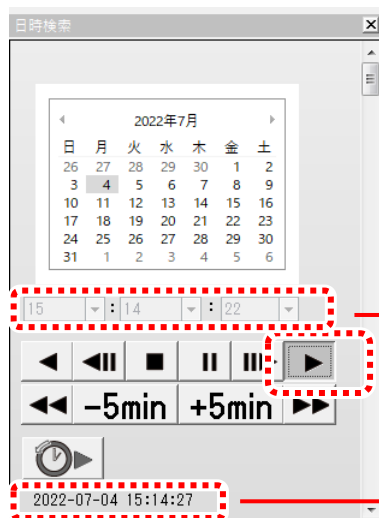 日時検索
2022年7月
日 月 火 水 木 金 土
26 27 28 29 30 1 2
3 4 5 6 7 8 9
10 11 12 13 14 15 16
17 18 19 20 21 22 23
24 25 26 27 28 29 30
31 1 2 3 4 5 6
15 : 14 : 22
-5min +5min
2022-07-04 15:14:27